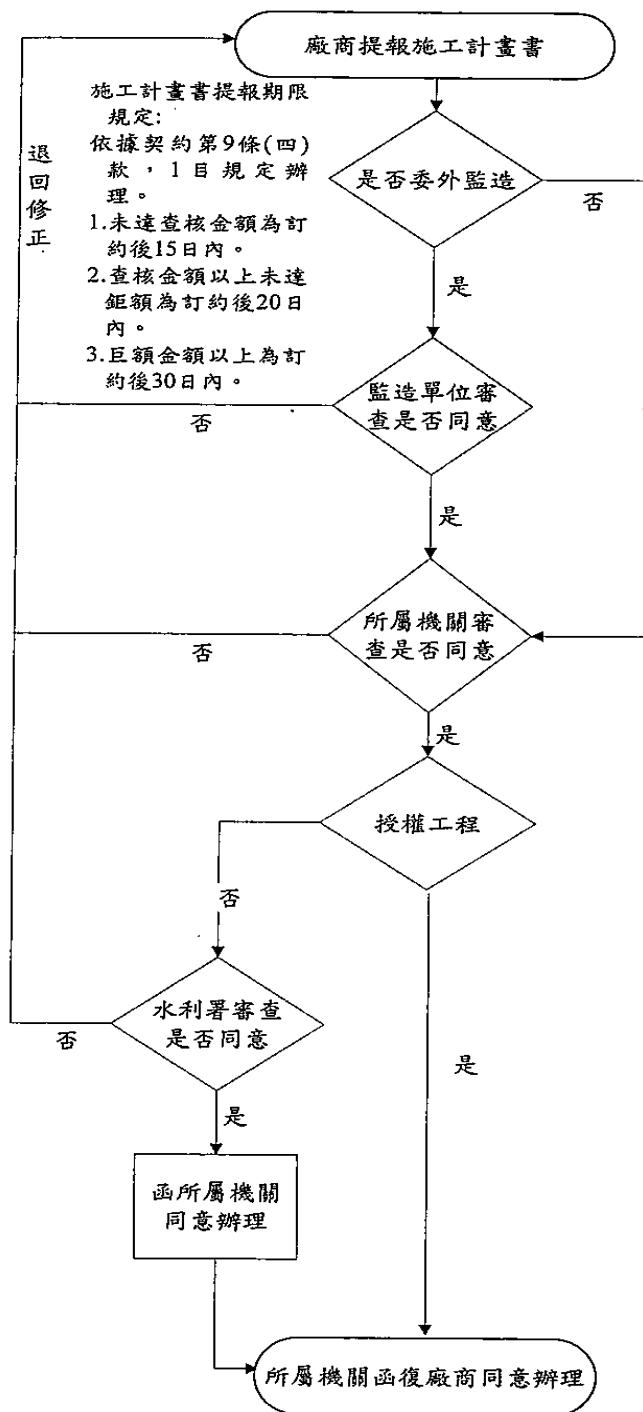 廠商提報施工計畫書
施工計畫書提報期限
規定:
依據契約第9條(四)
款，1目規定辦
理。
1.未達查核金額為訂
約後15日內。
2.查核金額以上未達
鉅額為訂約後20日
內。
3.巨額金額以上為訂
約後30日內。
退回修正
是否委外監造
否
是
監造單位審
查是否同意
否
是
所屬機關審
查是否同意
否
是
授權工程
否
水利署審查
是否同意
否
是
是
函所屬機關
同意辦理
所屬機關函復廠商同意辦理